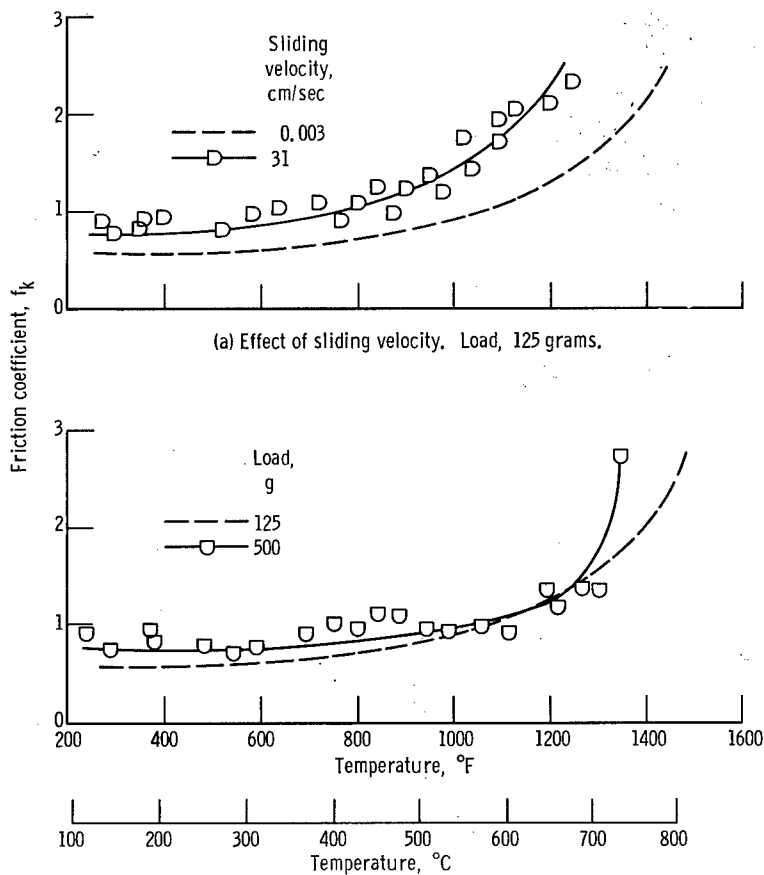 3
Sliding
velocity,
cm/sec
0.003
31
2
1
0
(a) Effect of sliding velocity. Load, 125 grams.
Friction coefficient, fk
3
Load,
g
125
500
2
1
0
200 400 600 800 1000 1200 1400 1600
Temperature, °F
100 200 300 400 500 600 700 800
Temperature, °C